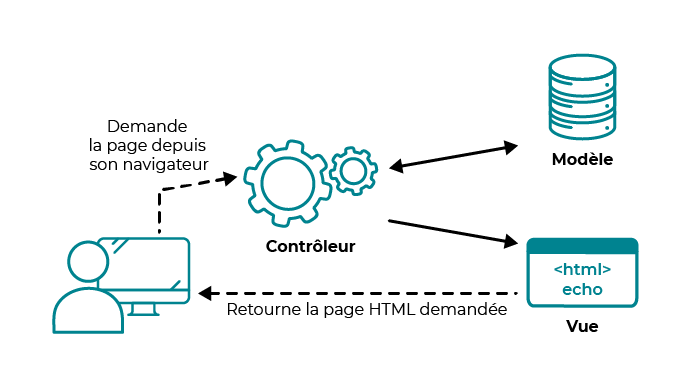 Demande
la page depuis
son navigateur
Modèle
Contrôleur
<html>
echo
Retourne la page HTML demandée
Vue